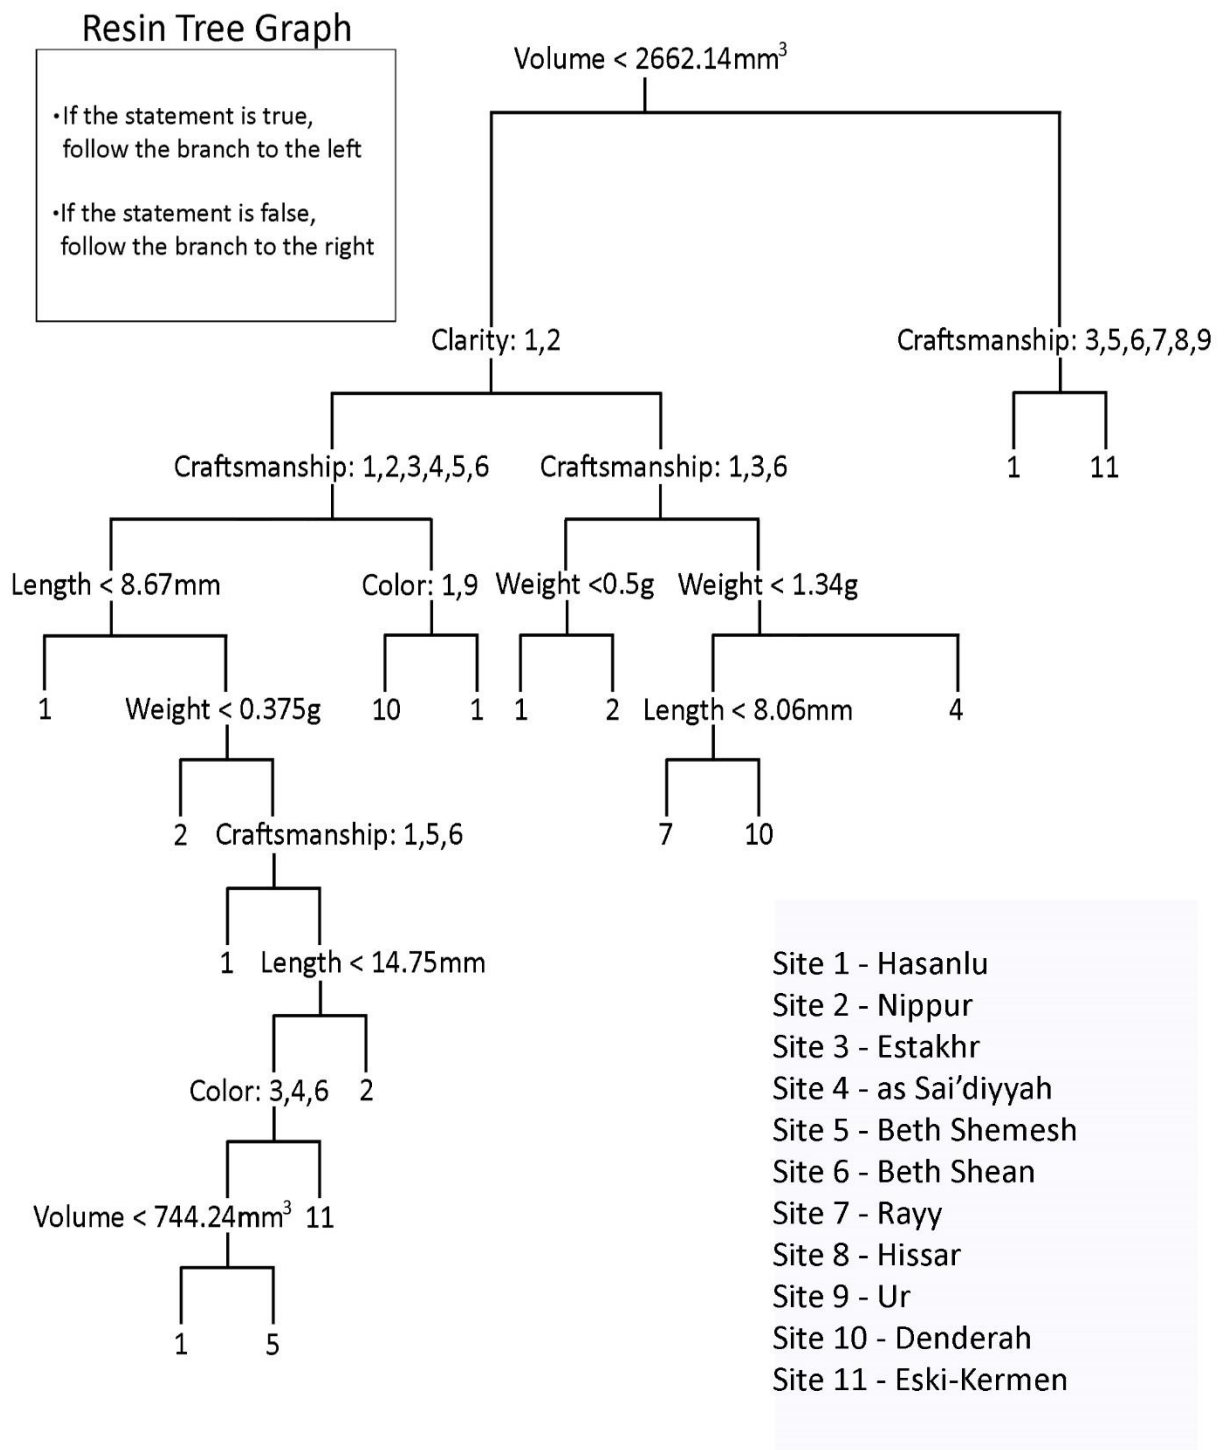 Resin Tree Graph
•If the statement is true,
follow the branch to the left
•If the statement is false,
follow the branch to the right
Volume < 2662.14mm³
Clarity: 1,2
Craftsmanship: 3,5,6,7,8,9
Craftsmanship: 1,2,3,4,5,6
Craftsmanship: 1,3,6
1
11
Length < 8.67mm
Color: 1,9
Weight <0.5g
Weight < 1.34g
1
Weight < 0.375g
10
1
1
2
Length < 8.06mm
4
2
Craftsmanship: 1,5,6
7
10
1
Length < 14.75mm
Color: 3,4,6
2
Volume < 744.24mm³
11
1
5
Site 1 - Hasanlu
Site 2 - Nippur
Site 3 - Estakhr
Site 4 - as Sai’diyyah
Site 5 - Beth Shemesh
Site 6 - Beth Shean
Site 7 - Rayy
Site 8 - Hissar
Site 9 - Ur
Site 10 - Denderah
Site 11 - Eski-Kermen